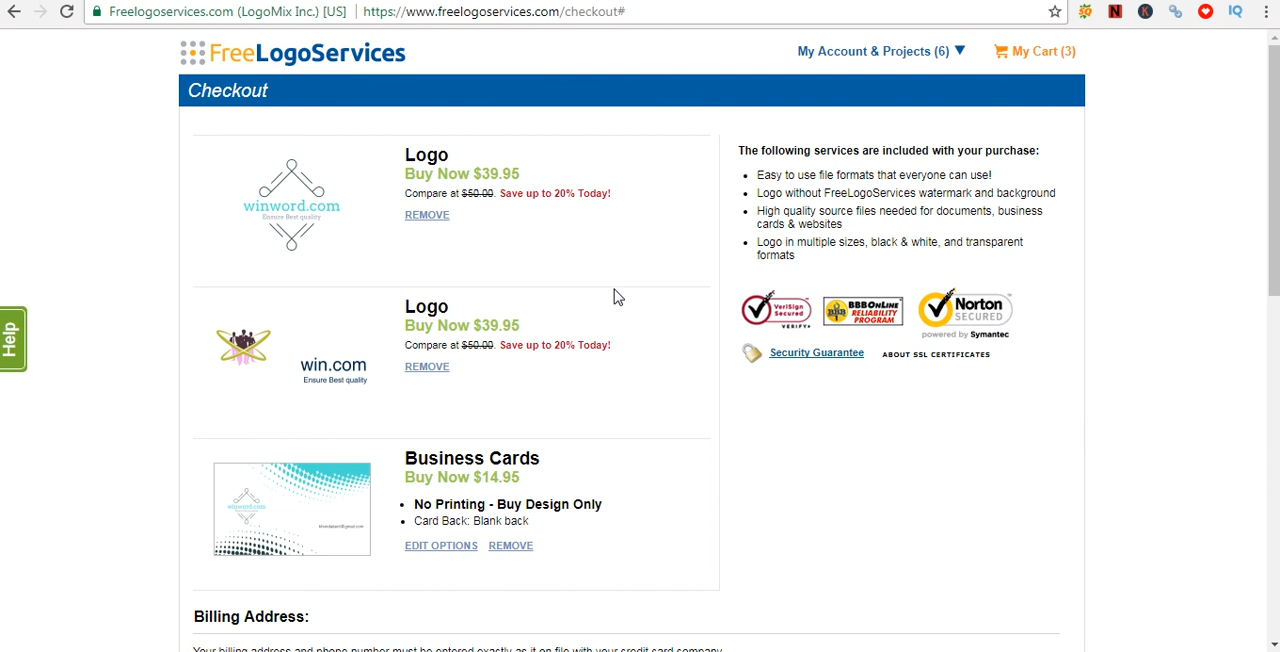 Freelogoservices.com (LogoMix Inc.) [US] https://www.freelogoservices.com/checkout#
FreeLogoServices
My Account & Projects (6) ▼ My Cart (3)
Checkout
winword.com
Ensure Best quality
Logo
Buy Now $39.95
Compare at $50.00. Save up to 20% Today!
REMOVE
win.com
Ensure Best quality
Logo
Buy Now $39.95
Compare at $50.00. Save up to 20% Today!
REMOVE
winword.com
Business Cards
Buy Now $14.95
• No Printing - Buy Design Only
• Card Back: Blank back
EDIT OPTIONS REMOVE
The following services are included with your purchase:
• Easy to use file formats that everyone can use!
• Logo without FreeLogoServices watermark and background
• High quality source files needed for documents, business
cards & websites
• Logo in multiple sizes, black & white, and transparent
formats
VeriSign
Secured
VERIFY
BBB
BBBONLINE
RELIABILITY
PROGRAM
Norton
SECURED
powered by Symantec
Security Guarantee
ABOUT SSL CERTIFICATES
Help
Billing Address:
Your billing address and phone number must be entered exactly as it on file with your credit card company